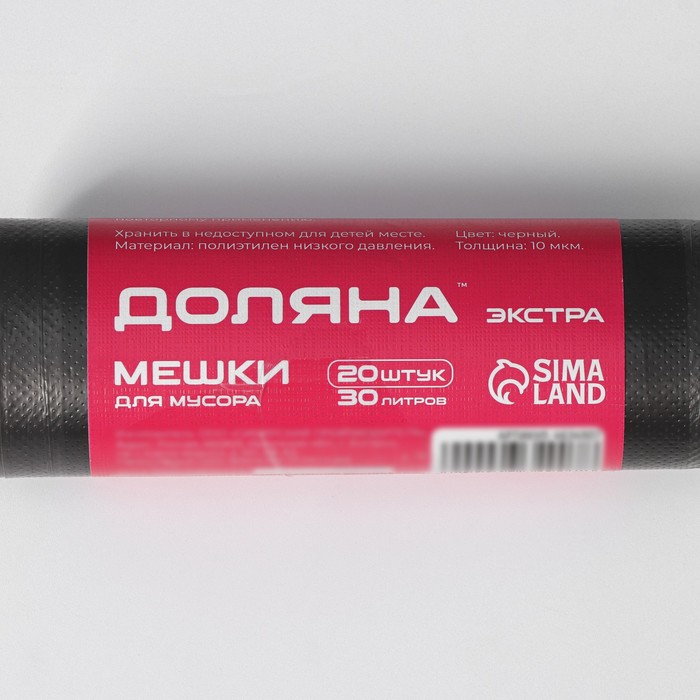 Хранить в недоступном для детей месте. Цвет: черный.
Материал: полиэтилен низкого давления. Толщина: 10 мкм.
ДОЛЯНА™ ЭКСТРА
МЕШКИ 20 ШТУК SIMA
ДЛЯ МУСОРА 30 ЛИТРОВ LAND